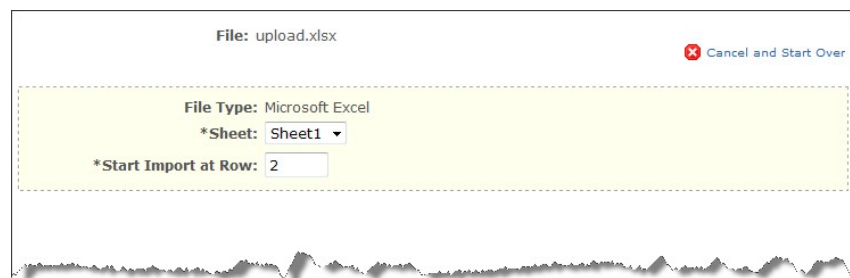 File: upload.xlsx
Cancel and Start Over
File Type: Microsoft Excel
*Sheet: Sheet1
*Start Import at Row: 2